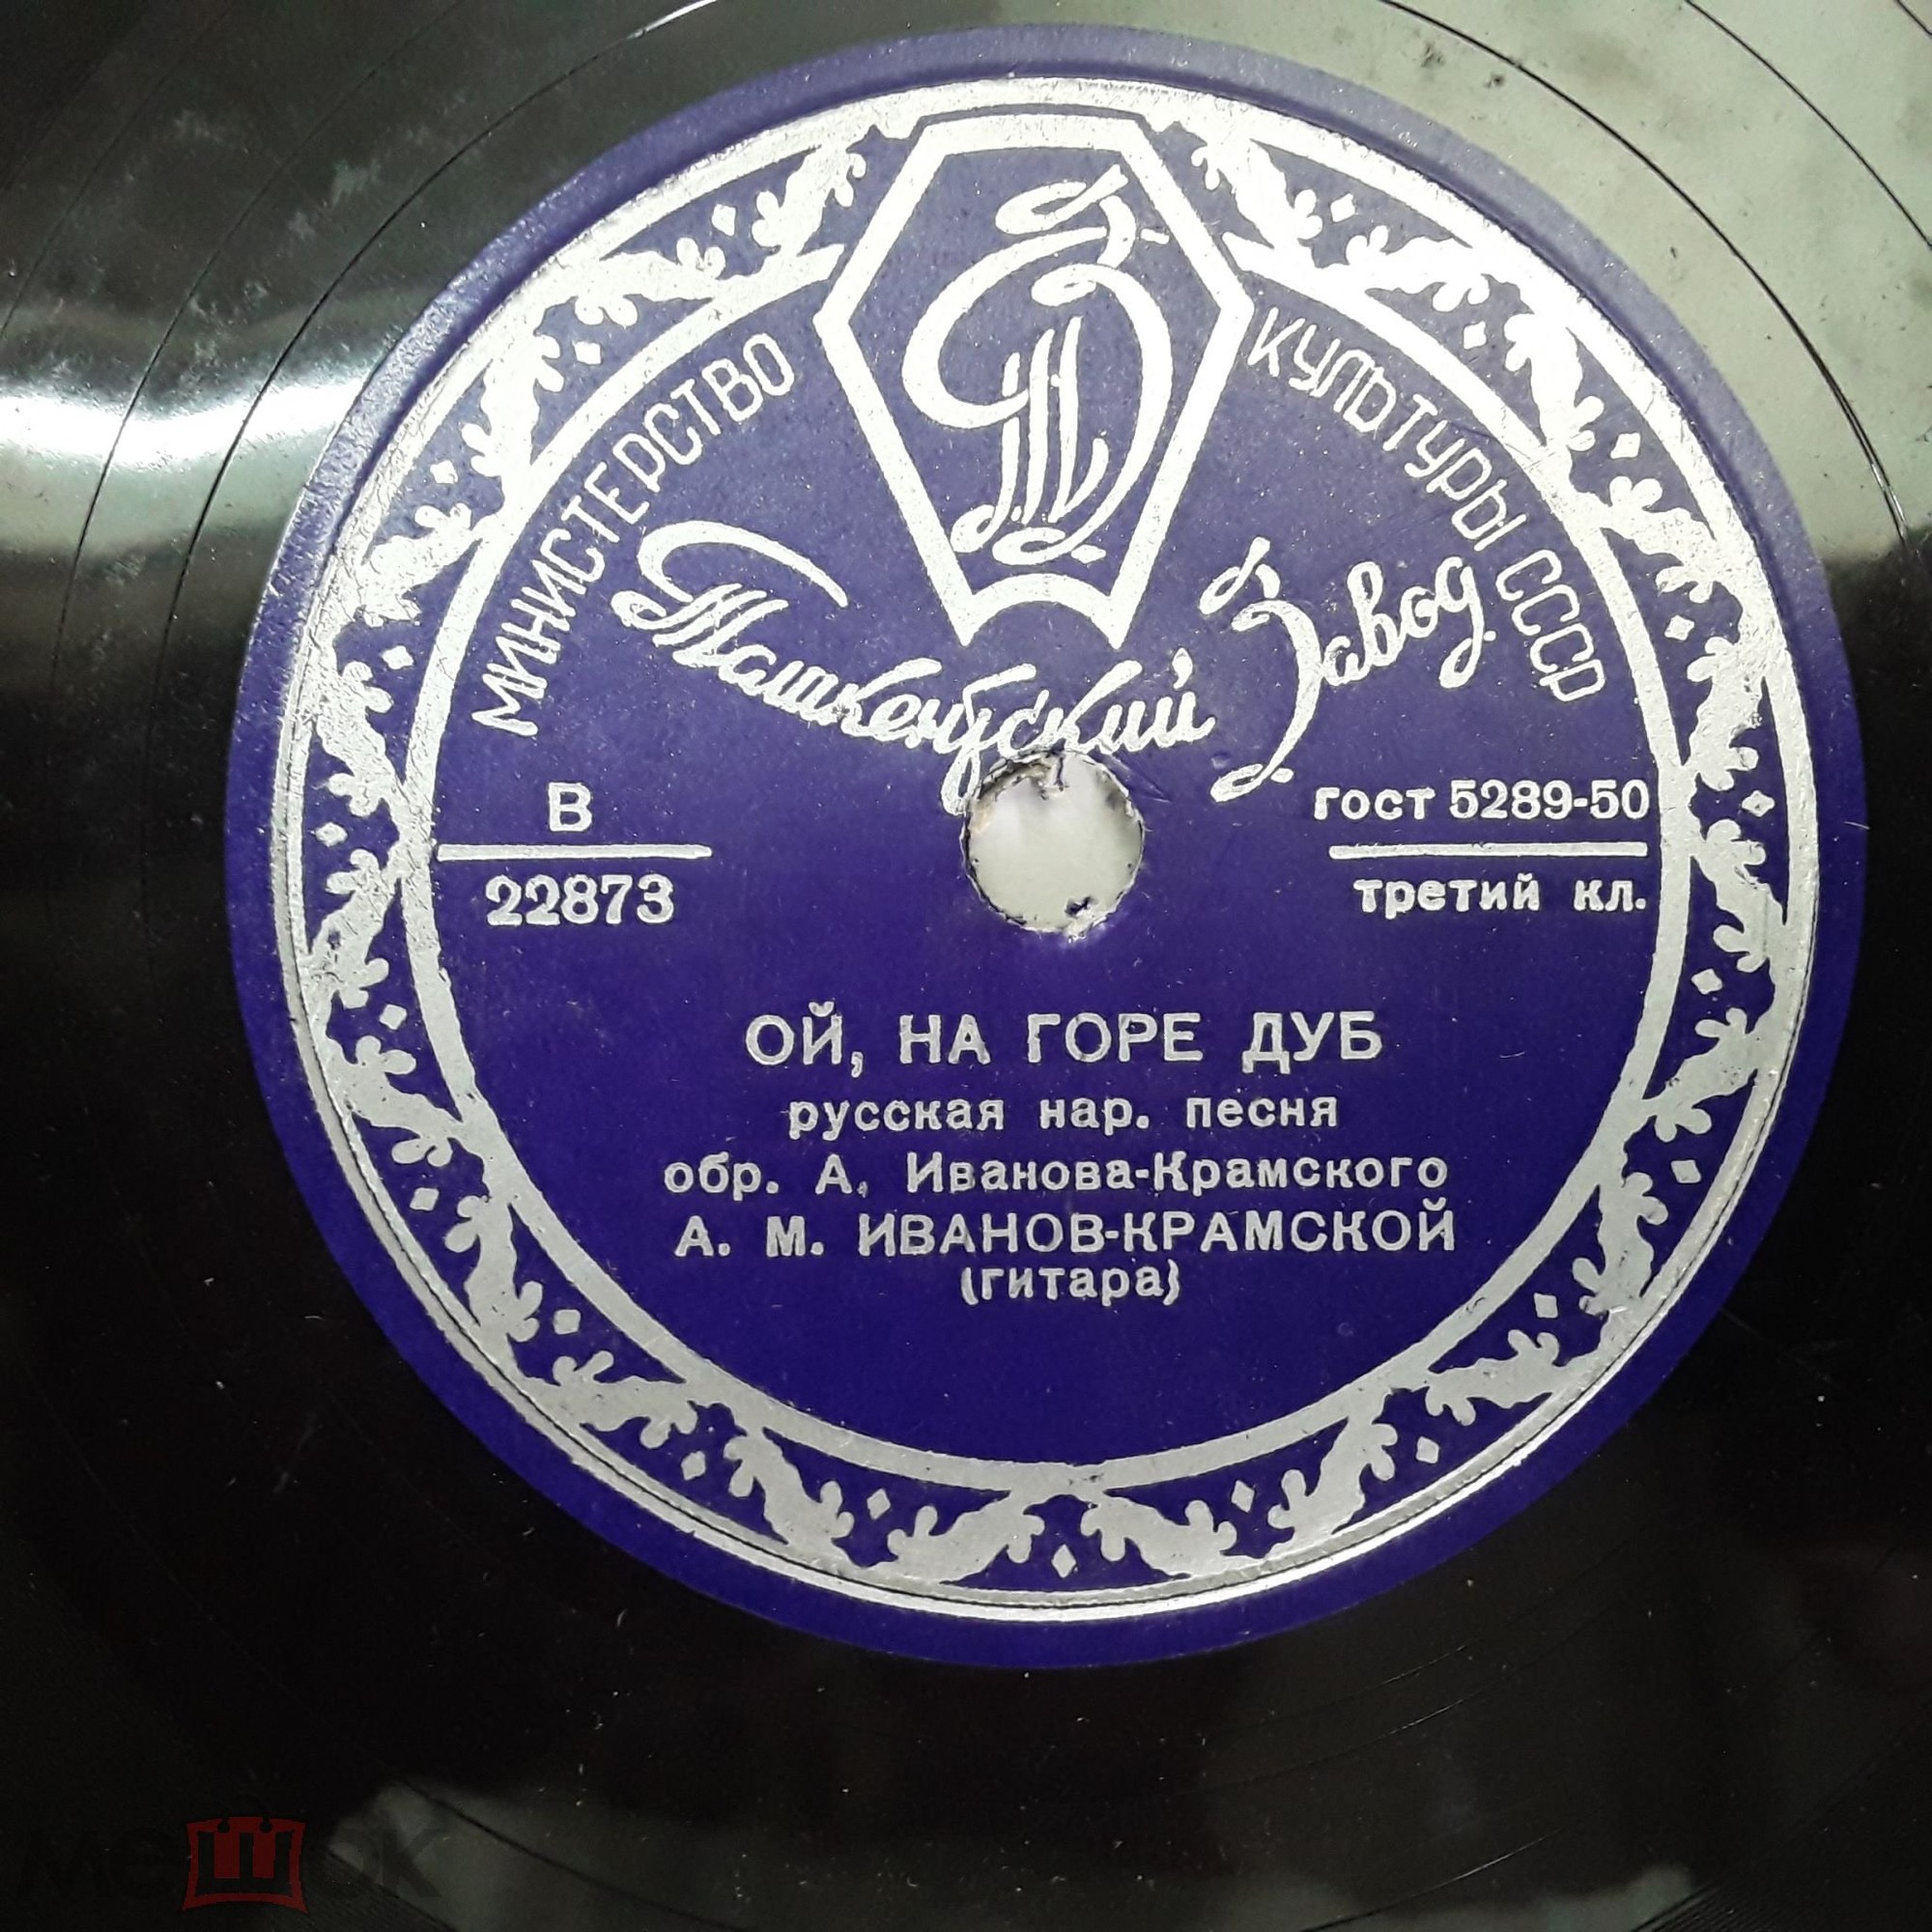 МИНИСТЕРСТВО КУЛЬТУРЫ СССР
Ташкентский Завод
В
22873
гост 5289-50
третий кл.
ОЙ, НА ГОРЕ ДУБ
русская нар. песня
обр. А. Иванова-Крамского
А. М. ИВАНОВ-КРАМСКОЙ
(гитара)
мешок